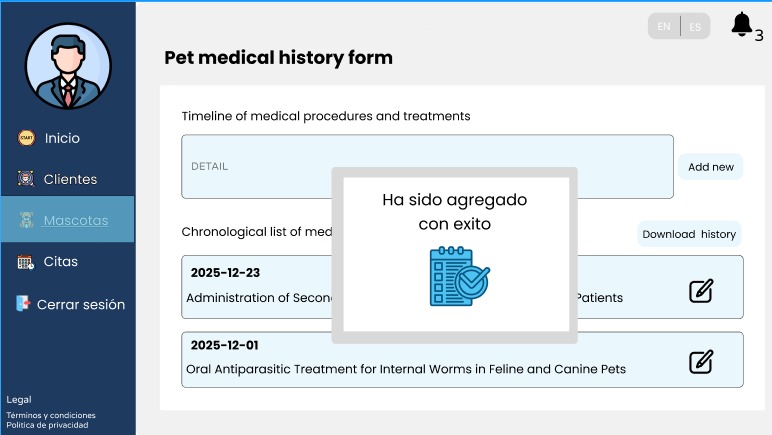 EN ES
3
Pet medical history form
START
Inicio
Clientes
Mascotas
Citas
Cerrar sesión
Legal
Términos y condiciones
Politica de privacidad
Timeline of medical procedures and treatments
DETAIL
Add new
Ha sido agregado
con exito
Chronological list of med
Download history
2025-12-23
Administration of Patients
2025-12-01
Oral Antiparasitic Treatment for Internal Worms in Feline and Canine Pets